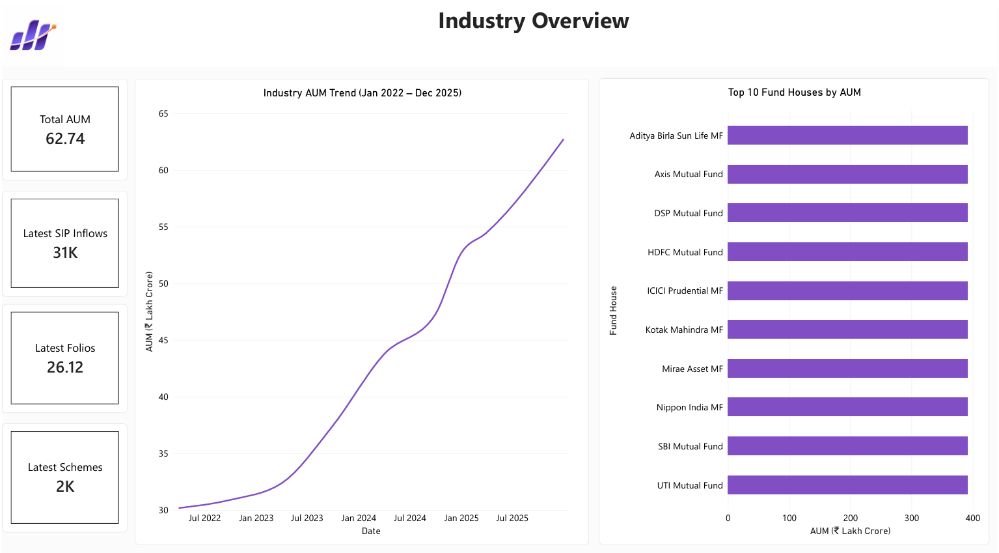 Industry Overview
Total AUM
62.74
Latest SIP Inflows
31K
Latest Folios
26.12
Latest Schemes
2K
Industry AUM Trend (Jan 2022 – Dec 2025)
AUM (₹ Lakh Crore)
65
60
55
50
45
40
35
30
Jul 2022 Jan 2023 Jul 2023 Jan 2024 Jul 2024 Jan 2025 Jul 2025
Date
Top 10 Fund Houses by AUM
Fund House
Aditya Birla Sun Life MF
Axis Mutual Fund
DSP Mutual Fund
HDFC Mutual Fund
ICICI Prudential MF
Kotak Mahindra MF
Mirae Asset MF
Nippon India MF
SBI Mutual Fund
UTI Mutual Fund
0 100 200 300 400
AUM (₹ Lakh Crore)